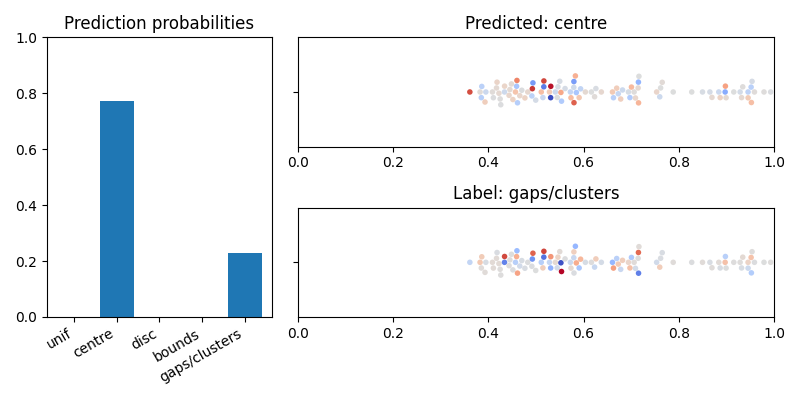 Prediction probabilities
1.0
0.8
0.6
0.4
0.2
0.0
unif
centre
disc
bounds
gaps/clusters
Predicted: centre
0.0 0.2 0.4 0.6 0.8 1.0
Label: gaps/clusters
0.0 0.2 0.4 0.6 0.8 1.0